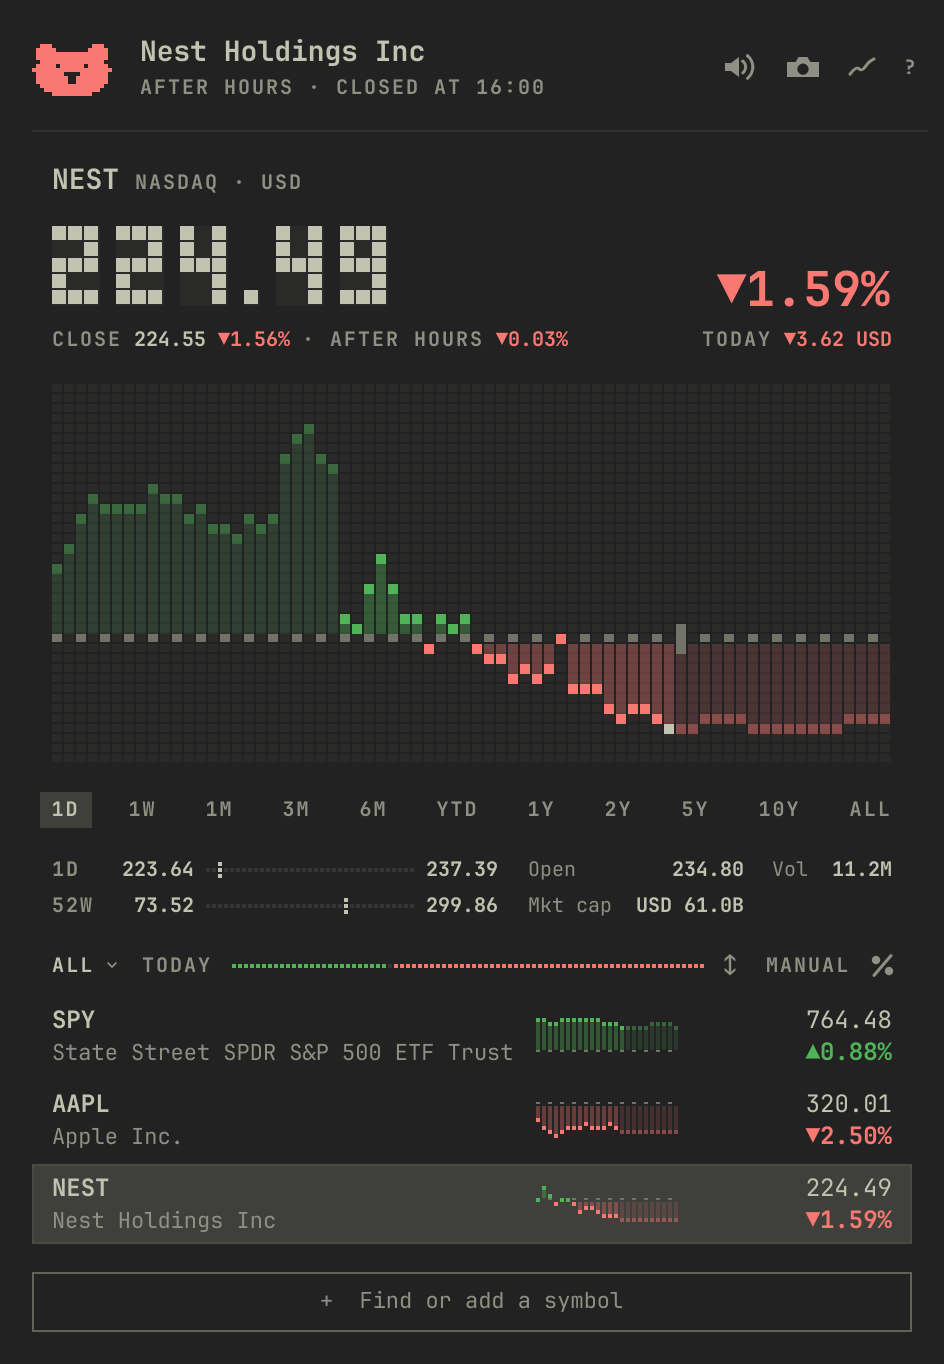 Nest Holdings Inc
AFTER HOURS · CLOSED AT 16:00
?
NEST NASDAQ · USD
224.49
▼1.59%
CLOSE 224.55 ▼1.56% · AFTER HOURS ▼0.03%
TODAY ▼3.62 USD
1D 1W 1M 3M 6M YTD 1Y 2Y 5Y 10Y ALL
1D 223.64 237.39 Open 234.80 Vol 11.2M
52W 73.52 299.86 Mkt cap USD 61.0B
ALL TODAY MANUAL %
SPY 764.48
State Street SPDR S&P 500 ETF Trust ▲0.88%
AAPL 320.01
Apple Inc. ▼2.50%
NEST 224.49
Nest Holdings Inc ▼1.59%
+ Find or add a symbol